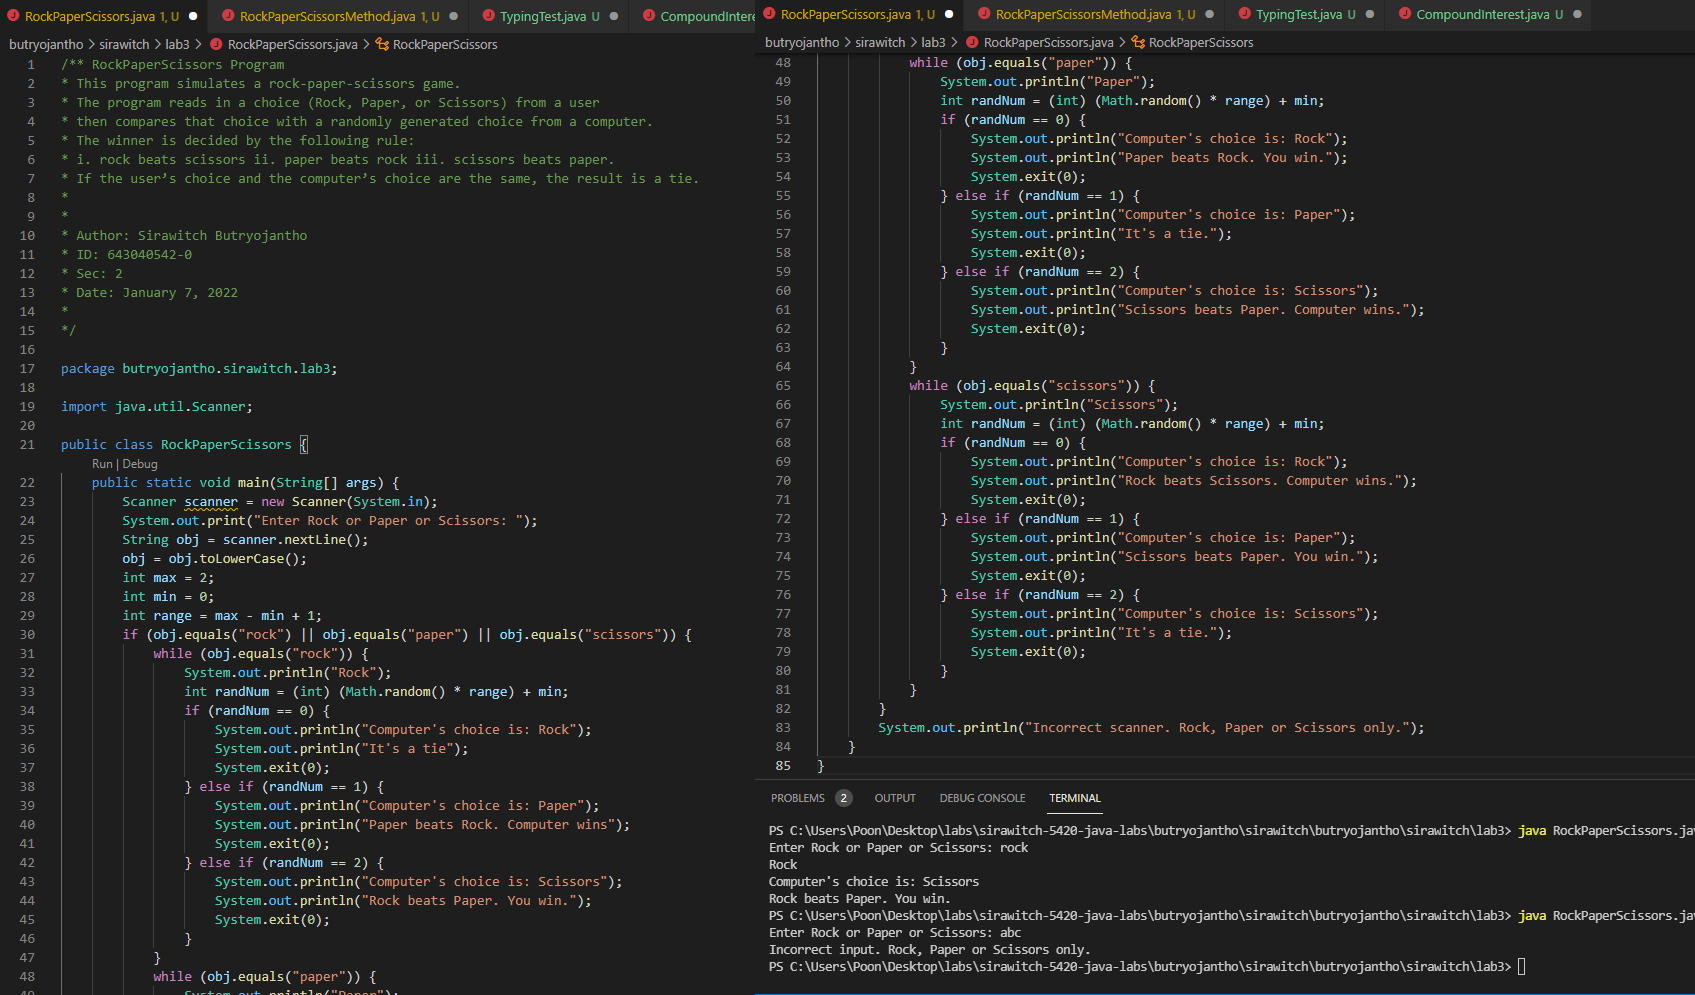 RockPaperScissors.java 1, U ● RockPaperScissorsMethod.java 1, U ● TypingTest.java U ● CompoundIntere
butryojantho > sirawitch > lab3 > RockPaperScissors.java > RockPaperScissors
1 /** RockPaperScissors Program
2 * This program simulates a rock-paper-scissors game.
3 * The program reads in a choice (Rock, Paper, or Scissors) from a user
4 * then compares that choice with a randomly generated choice from a computer.
5 * The winner is decided by the following rule:
6 * i. rock beats scissors ii. paper beats rock iii. scissors beats paper.
7 * If the user’s choice and the computer’s choice are the same, the result is a tie.
8 *
9 *
10 * Author: Sirawitch Butryojantho
11 * ID: 643040542-0
12 * Sec: 2
13 * Date: January 7, 2022
14 *
15 */
16
17 package butryojantho.sirawitch.lab3;
18
19 import java.util.Scanner;
20
21 public class RockPaperScissors {
Run | Debug
22 public static void main(String[] args) {
23 Scanner scanner = new Scanner(System.in);
24 System.out.print("Enter Rock or Paper or Scissors: ");
25 String obj = scanner.nextLine();
26 obj = obj.toLowerCase();
27 int max = 2;
28 int min = 0;
29 int range = max - min + 1;
30 if (obj.equals("rock") || obj.equals("paper") || obj.equals("scissors")) {
31 while (obj.equals("rock")) {
32 System.out.println("Rock");
33 int randNum = (int) (Math.random() * range) + min;
34 if (randNum == 0) {
35 System.out.println("Computer's choice is: Rock");
36 System.out.println("It's a tie");
37 System.exit(0);
38 } else if (randNum == 1) {
39 System.out.println("Computer's choice is: Paper");
40 System.out.println("Paper beats Rock. Computer wins");
41 System.exit(0);
42 } else if (randNum == 2) {
43 System.out.println("Computer's choice is: Scissors");
44 System.out.println("Rock beats Paper. You win.");
45 System.exit(0);
46 }
47 }
48 while (obj.equals("paper")) {
49 System.out.println("Paper");
RockPaperScissors.java 1, U ● RockPaperScissorsMethod.java 1, U ● TypingTest.java U ● CompoundInterest.java U ●
butryojantho > sirawitch > lab3 > RockPaperScissors.java > RockPaperScissors
48 while (obj.equals("paper")) {
49 System.out.println("Paper");
50 int randNum = (int) (Math.random() * range) + min;
51 if (randNum == 0) {
52 System.out.println("Computer's choice is: Rock");
53 System.out.println("Paper beats Rock. You win.");
54 System.exit(0);
55 } else if (randNum == 1) {
56 System.out.println("Computer's choice is: Paper");
57 System.out.println("It's a tie.");
58 System.exit(0);
59 } else if (randNum == 2) {
60 System.out.println("Computer's choice is: Scissors");
61 System.out.println("Scissors beats Paper. Computer wins.");
62 System.exit(0);
63 }
64 }
65 while (obj.equals("scissors")) {
66 System.out.println("Scissors");
67 int randNum = (int) (Math.random() * range) + min;
68 if (randNum == 0) {
69 System.out.println("Computer's choice is: Rock");
70 System.out.println("Rock beats Scissors. Computer wins.");
71 System.exit(0);
72 } else if (randNum == 1) {
73 System.out.println("Computer's choice is: Paper");
74 System.out.println("Scissors beats Paper. You win.");
75 System.exit(0);
76 } else if (randNum == 2) {
77 System.out.println("Computer's choice is: Scissors");
78 System.out.println("It's a tie.");
79 System.exit(0);
80 }
81 }
82 }
83 System.out.println("Incorrect scanner. Rock, Paper or Scissors only.");
84 }
85 }
PROBLEMS 2 OUTPUT DEBUG CONSOLE TERMINAL
PS C:\Users\Poon\Desktop\labs\sirawitch-5420-java-labs\butryojantho\sirawitch\butryojantho\sirawitch\lab3> java RockPaperScissors.jav
Enter Rock or Paper or Scissors: rock
Rock
Computer's choice is: Scissors
Rock beats Paper. You win.
PS C:\Users\Poon\Desktop\labs\sirawitch-5420-java-labs\butryojantho\sirawitch\butryojantho\sirawitch\lab3> java RockPaperScissors.jav
Enter Rock or Paper or Scissors: abc
Incorrect input. Rock, Paper or Scissors only.
PS C:\Users\Poon\Desktop\labs\sirawitch-5420-java-labs\butryojantho\sirawitch\butryojantho\sirawitch\lab3>